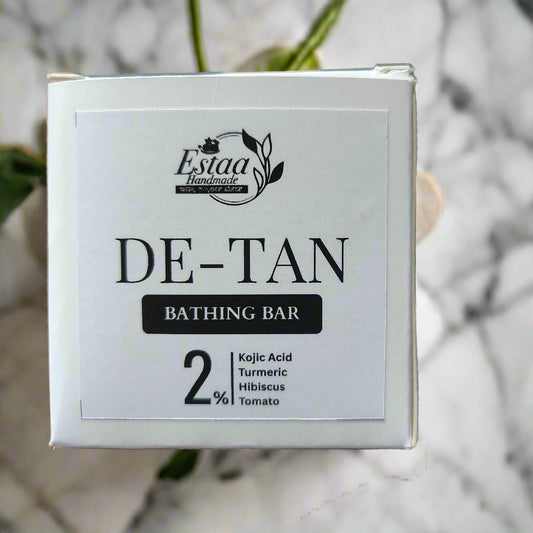 Estaa
Handmade
DE-TAN
BATHING BAR
2%
Kojic Acid
Turmeric
Hibiscus
Tomato